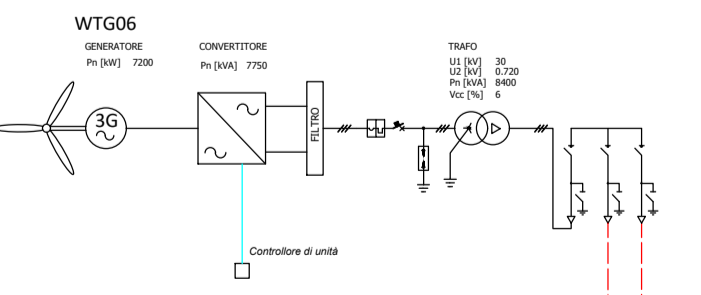 WTG06
GENERATORE
Pn [kW] 7200
CONVERTITORE
Pn [kVA] 7750
TRAFO
U1 [kV] 30
U2 [kV] 0.720
Pn [kVA] 8400
Vcc [%] 6
3G
FILTRO
Controllore di unità